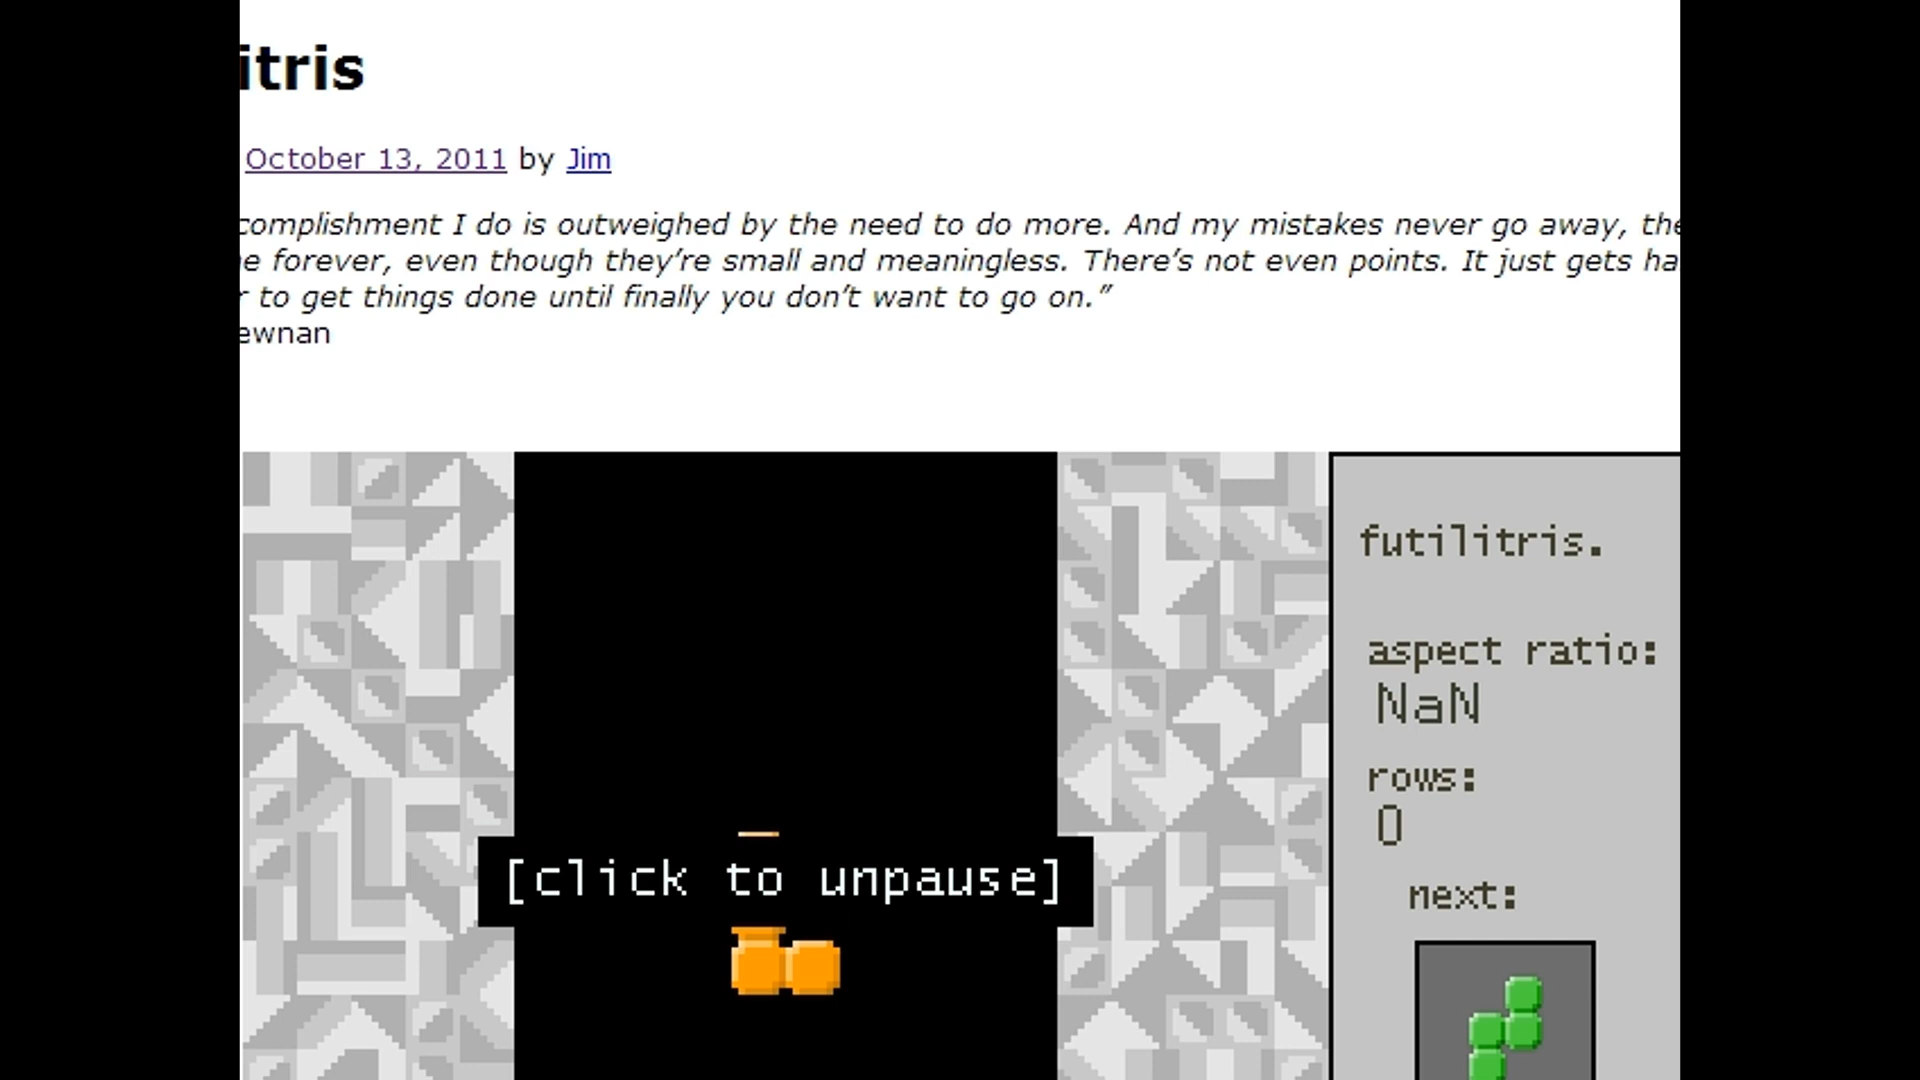 itris
October 13, 2011 by Jim
complishment I do is outweighed by the need to do more. And my mistakes never go away, the
e forever, even though they’re small and meaningless. There’s not even points. It just gets ha
r to get things done until finally you don’t want to go on.”
ewnan
futilitris.
aspect ratio:
NaN
rows:
0
[click to unpause]
next: